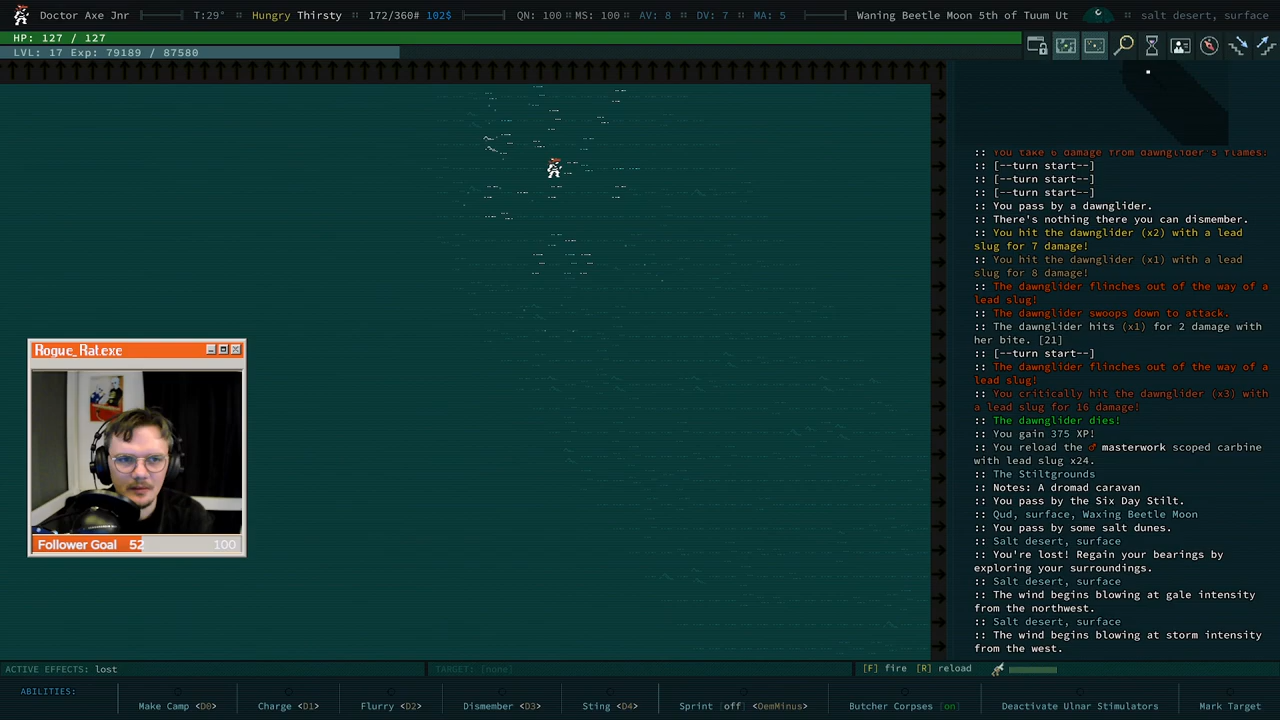 Doctor Axe Jnr T:29° :: Hungry Thirsty :: 172/360# 102$ QN: 100 :: MS: 100 :: AV: 8 :: DV: 7 :: MA: 5 Waning Beetle Moon 5th of Tuum Ut :: salt desert, surface
HP: 127 / 127
LVL: 17 Exp: 79189 / 87580
:: You take 6 damage from dawnglider's flames!
:: [--turn start--]
:: [--turn start--]
:: [--turn start--]
:: You pass by a dawnglider.
:: There's nothing there you can dismember.
:: You hit the dawnglider (x2) with a lead
slug for 7 damage!
:: You hit the dawnglider (x1) with a lead
slug for 8 damage!
:: The dawnglider flinches out of the way of a
lead slug!
:: The dawnglider swoops down to attack.
:: The dawnglider hits (x1) for 2 damage with
her bite. [21]
:: [--turn start--]
:: The dawnglider flinches out of the way of a
lead slug!
:: You critically hit the dawnglider (x3) with
a lead slug for 16 damage!
:: The dawnglider dies!
:: You gain 375 XP!
:: You reload the ♂ masterwork scoped carbine
with lead slug x24.
:: The Stiltgrounds
:: Notes: A dromad caravan
:: You pass by the Six Day Stilt.
:: Qud, surface, Waxing Beetle Moon
:: You pass by some salt dunes.
:: Salt desert, surface
:: You're lost! Regain your bearings by
exploring your surroundings.
:: Salt desert, surface
:: The wind begins blowing at gale intensity
from the northwest.
:: Salt desert, surface
:: The wind begins blowing at storm intensity
from the west.
Rogue_Rat.exe
Follower Goal 52 100
ACTIVE EFFECTS: lost
TARGET: [none]
[F] fire [R] reload
ABILITIES:
Make Camp <D0> Charge <D1> Flurry <D2> Dismember <D3> Sting <D4> Sprint [off] <OemMinus> Butcher Corpses [on] Deactivate Ulnar Stimulators Mark Target